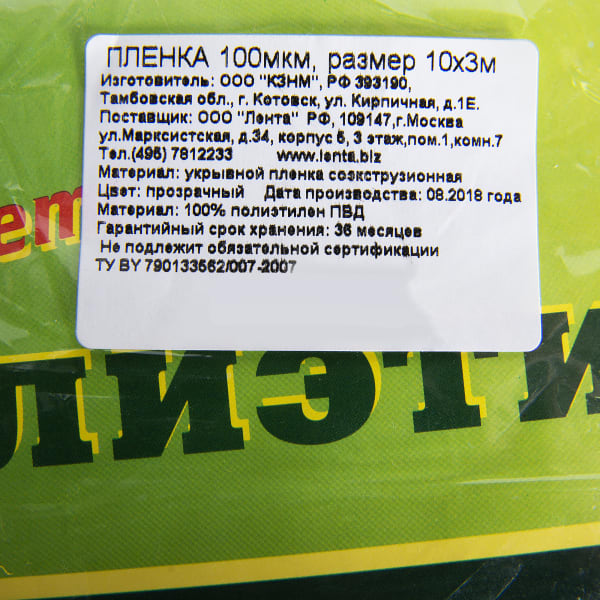 ПЛЕНКА 100мкм, размер 10х3м
Изготовитель: ООО "КЗНМ", РФ 393190,
Тамбовская обл., г. Котовск, ул. Кирпичная, д.1Е.
Поставщик: ООО "Лента" РФ, 109147,г.Москва
ул.Марксистская, д.34, корпус 5, 3 этаж,пом.1,комн.7
Тел.(495) 7812233 www.lenta.biz
Материал: укрывной пленка соэкструзионная
Цвет: прозрачный Дата производства: 08.2018 года
Материал: 100% полиэтилен ПВД
Гарантийный срок хранения: 36 месяцев
Не подлежит обязательной сертификации
ТУ BY 790133562/007-2007
ет
лиэти